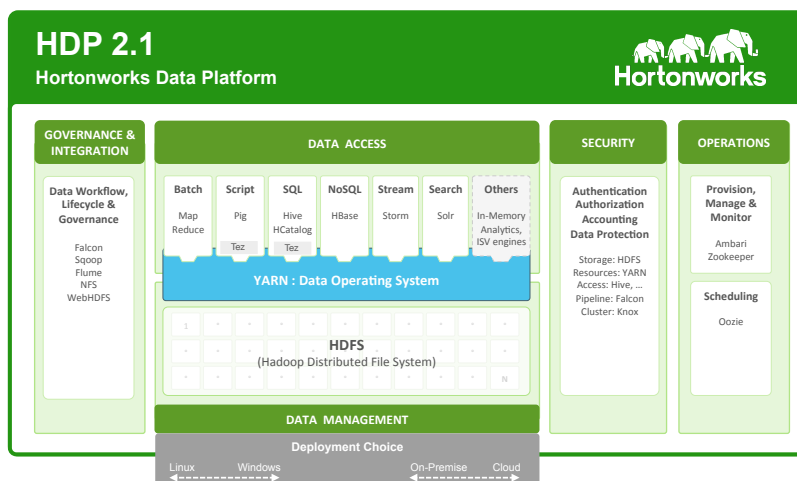 HDP 2.1
Hortonworks Data Platform
Hortonworks
GOVERNANCE &
INTEGRATION
Data Workflow,
Lifecycle &
Governance
Falcon
Sqoop
Flume
NFS
WebHDFS
DATA ACCESS
Batch
Map
Reduce
Script
Pig
Tez
SQL
Hive
HCatalog
Tez
NoSQL
HBase
Stream
Storm
Search
Solr
Others
In-Memory
Analytics,
ISV engines
YARN : Data Operating System
1
HDFS
(Hadoop Distributed File System)
N
DATA MANAGEMENT
SECURITY
Authentication
Authorization
Accounting
Data Protection
Storage: HDFS
Resources: YARN
Access: Hive, ...
Pipeline: Falcon
Cluster: Knox
OPERATIONS
Provision,
Manage &
Monitor
Ambari
Zookeeper
Scheduling
Oozie
Deployment Choice
Linux Windows On-Premise Cloud